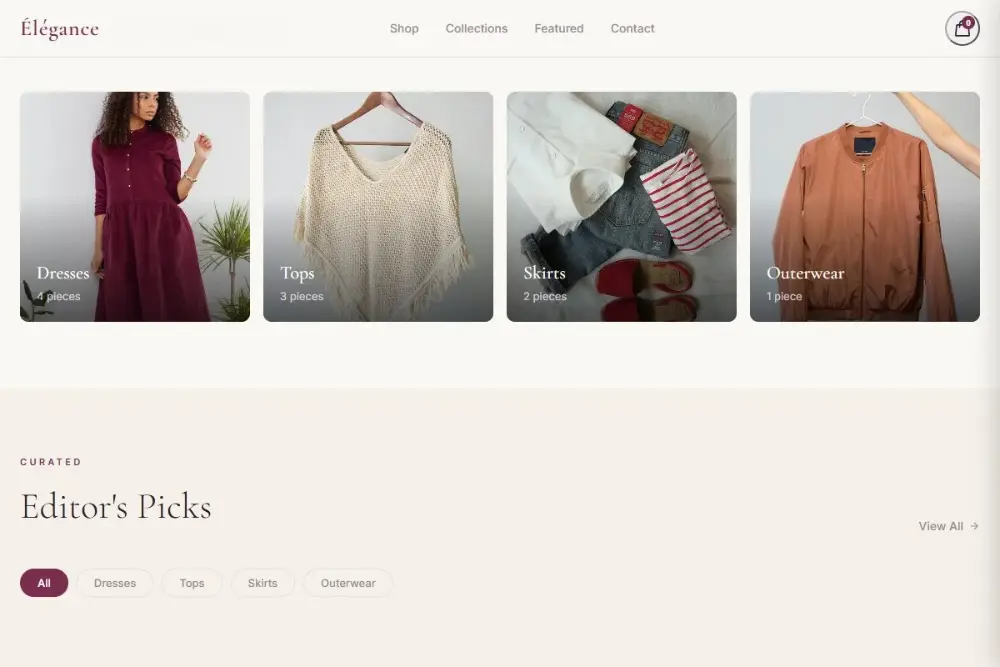 Élégance
Shop Collections Featured Contact
0
Dresses
4 pieces
Tops
3 pieces
Skirts
2 pieces
Outerwear
1 piece
CURATED
Editor's Picks
View All →
All Dresses Tops Skirts Outerwear